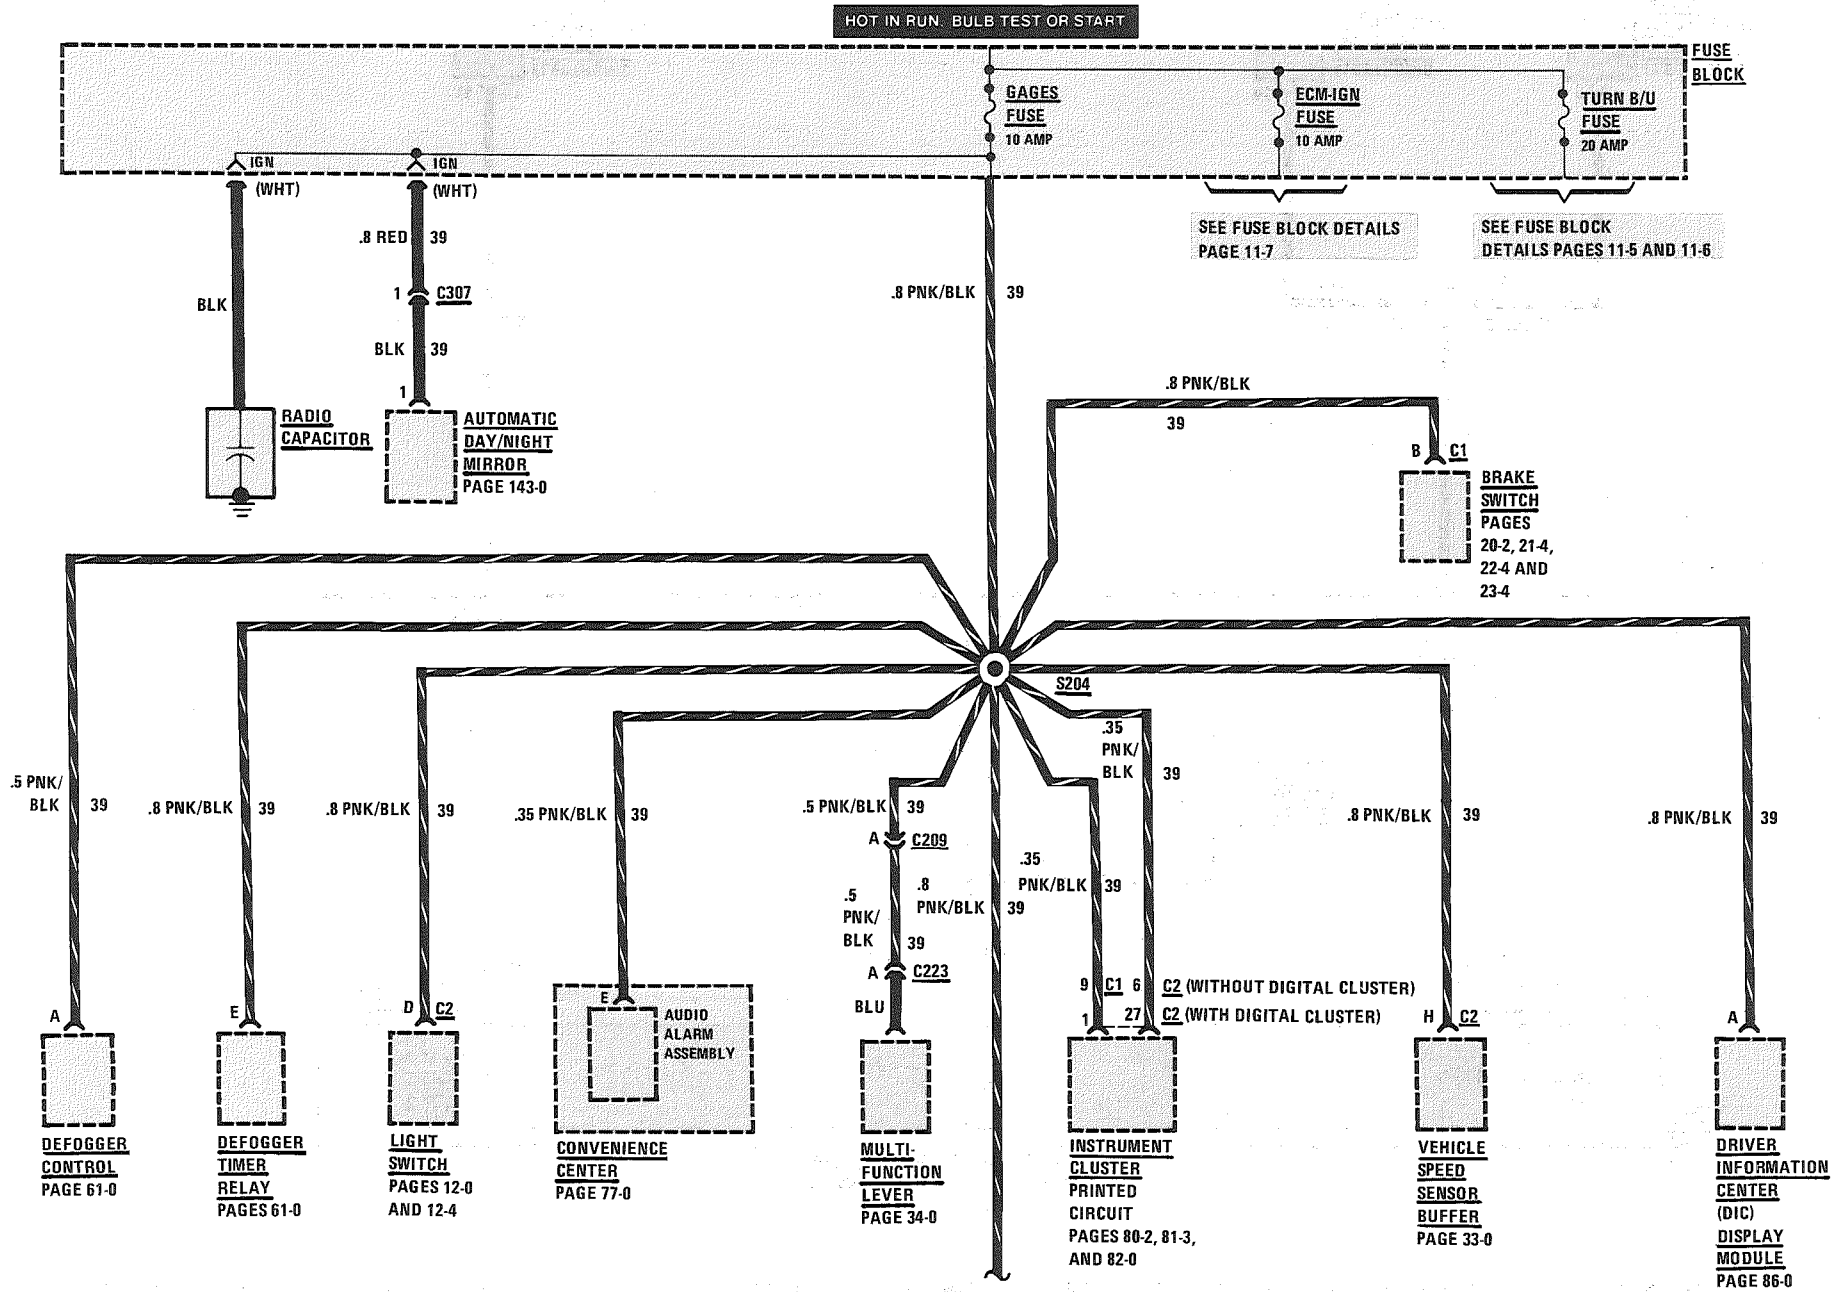 HOT IN RUN, BULB TEST OR START
FUSE
BLOCK
GAGES
FUSE
10 AMP
ECM-IGN
FUSE
10 AMP
TURN B/U
FUSE
20 AMP
IGN
(WHT)
IGN
(WHT)
SEE FUSE BLOCK DETAILS
PAGE 11-7
SEE FUSE BLOCK
DETAILS PAGES 11-5 AND 11-6
.8 RED 39
1 C307
BLK
BLK 39
1
.8 PNK/BLK 39
RADIO
CAPACITOR
AUTOMATIC
DAY/NIGHT
MIRROR
PAGE 143-0
.8 PNK/BLK
39
B C1
BRAKE
SWITCH
PAGES
20-2, 21-4,
22-4 AND
23-4
S204
.5 PNK/
BLK 39
.8 PNK/BLK 39
.8 PNK/BLK 39
.35 PNK/BLK 39
.5 PNK/BLK 39
A C209
.5
PNK/
BLK 39
A C223
BLU
.8
PNK/BLK 39
.35
PNK/BLK 39
.35
PNK/
BLK 39
.8 PNK/BLK 39
.8 PNK/BLK 39
9 C1 6 C2 (WITHOUT DIGITAL CLUSTER)
1 27 C2 (WITH DIGITAL CLUSTER)
A
E
D C2
E
AUDIO
ALARM
ASSEMBLY
H C2
A
DEFOGGER
CONTROL
PAGE 61-0
DEFOGGER
TIMER
RELAY
PAGES 61-0
LIGHT
SWITCH
PAGES 12-0
AND 12-4
CONVENIENCE
CENTER
PAGE 77-0
MULTI-
FUNCTION
LEVER
PAGE 34-0
INSTRUMENT
CLUSTER
PRINTED
CIRCUIT
PAGES 80-2, 81-3,
AND 82-0
VEHICLE
SPEED
SENSOR
BUFFER
PAGE 33-0
DRIVER
INFORMATION
CENTER
(DIC)
DISPLAY
MODULE
PAGE 86-0